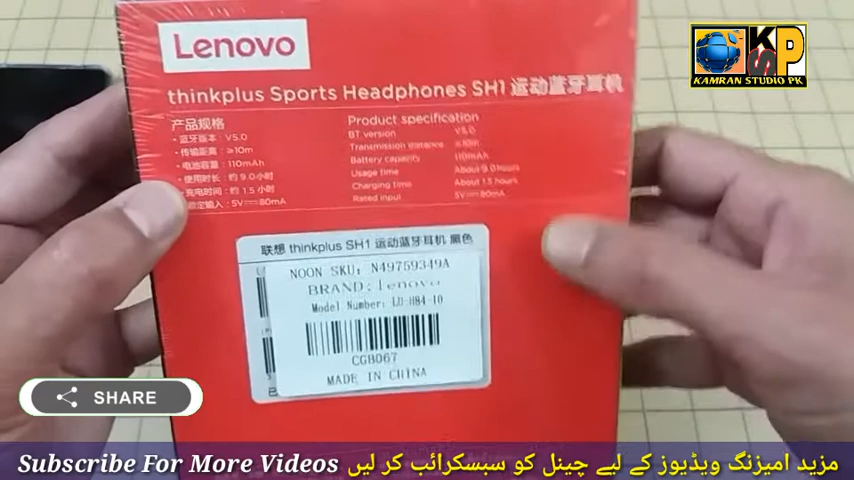 Lenovo
KSP
KAMRAN STUDIO PK
thinkplus Sports Headphones SH1 运动蓝牙耳机
产品规格
• 蓝牙版本：V5.0
• 传输距离：≥10m
• 电池容量：110mAh
• 使用时长：约 9.0小时
充电时间：约 1.5 小时
定输入：5V⎓80mA
Product specification
BT version V5.0
Transmission distance ≥10m
Battery capacity 110mAh
Usage time About 9.0 hours
Charging time About 1.5 hours
Rated input 5V⎓80mA
联想 thinkplus SH1 运动蓝牙耳机 黑色
NOON SKU: N49759349A
BRAND: Lenovo
Model Number: LU-H84-10
CGB067
MADE IN CHINA
SHARE
Subscribe For More Videos مزید امیزنگ ویڈیوز کے لیے چینل کو سبسکرائب کر لیں